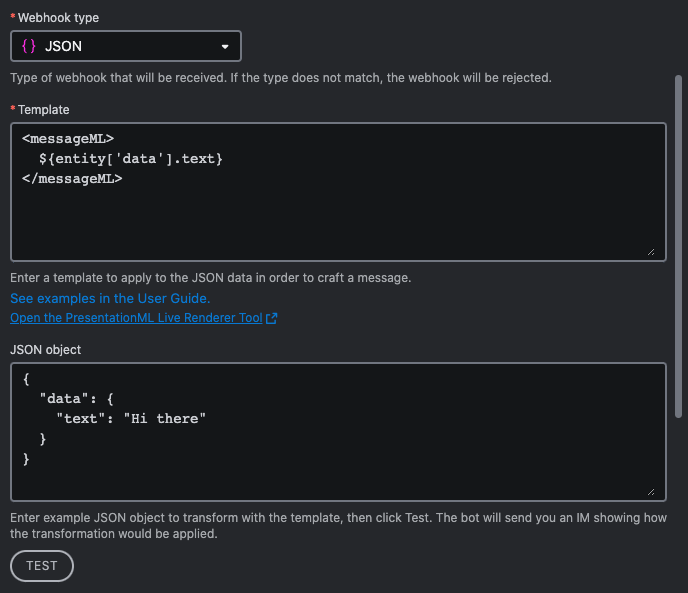 * Webhook type
{ } JSON
Type of webhook that will be received. If the type does not match, the webhook will be rejected.
* Template
<messageML>
  ${entity['data'].text}
</messageML>
Enter a template to apply to the JSON data in order to craft a message.
See examples in the User Guide.
Open the PresentationML Live Renderer Tool
JSON object
{
  "data": {
    "text": "Hi there"
  }
}
Enter example JSON object to transform with the template, then click Test. The bot will send you an IM showing how
the transformation would be applied.
TEST